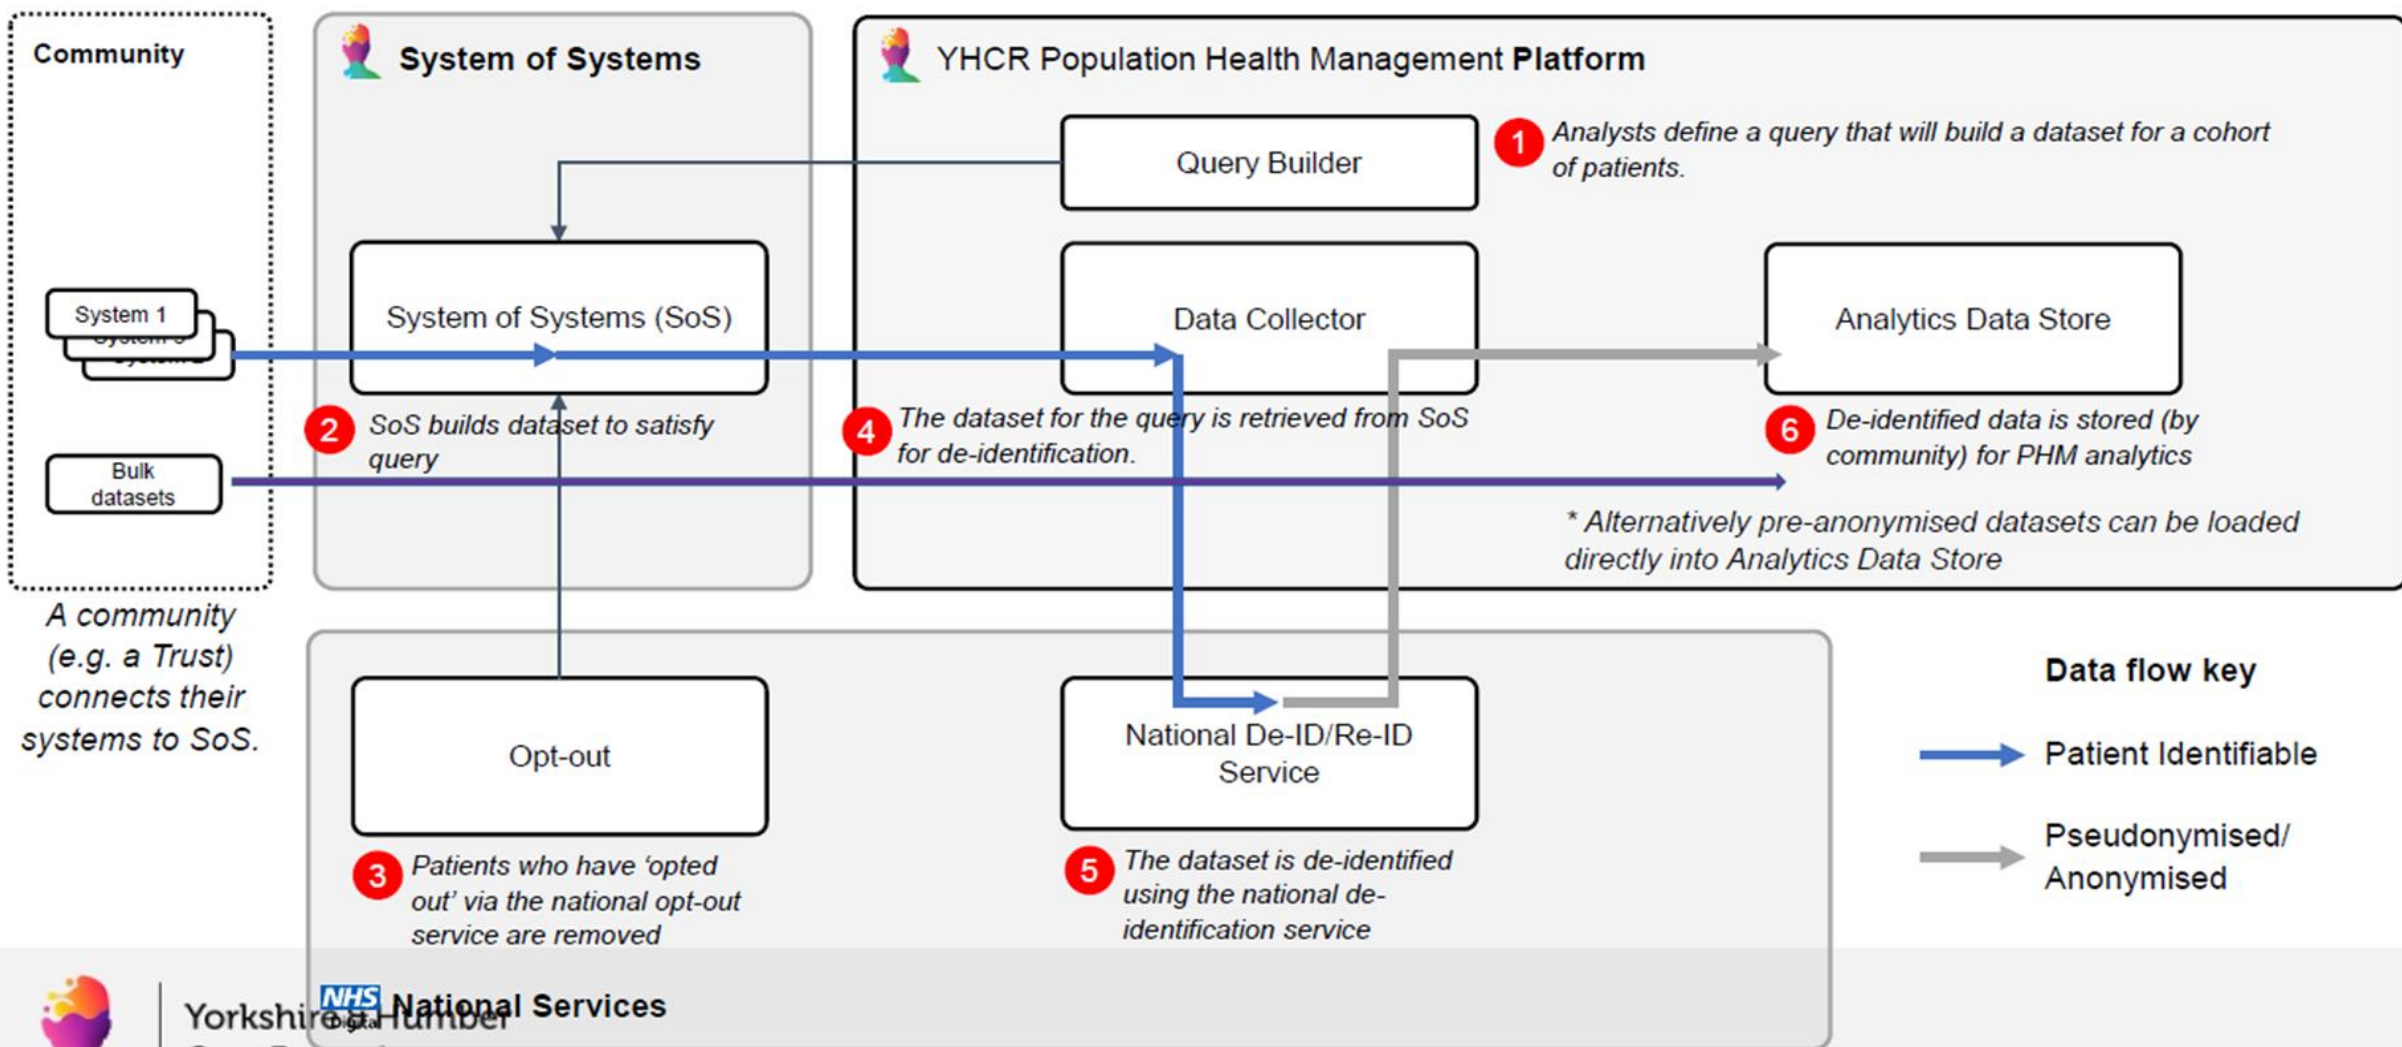 Community
System 1
Bulk
datasets
A community
(e.g. a Trust)
connects their
systems to SoS.
System of Systems
System of Systems (SoS)
2
SoS builds dataset to satisfy
query
YHCR Population Health Management Platform
Query Builder
1
Analysts define a query that will build a dataset for a cohort
of patients.
Data Collector
4
The dataset for the query is retrieved from SoS
for de-identification.
Analytics Data Store
6
De-identified data is stored (by
community) for PHM analytics
* Alternatively pre-anonymised datasets can be loaded
directly into Analytics Data Store
Opt-out
3
Patients who have ‘opted
out’ via the national opt-out
service are removed
National De-ID/Re-ID
Service
5
The dataset is de-identified
using the national de-
identification service
Data flow key
Patient Identifiable
Pseudonymised/
Anonymised
NHS
Digital
National Services
Yorkshire & Humber